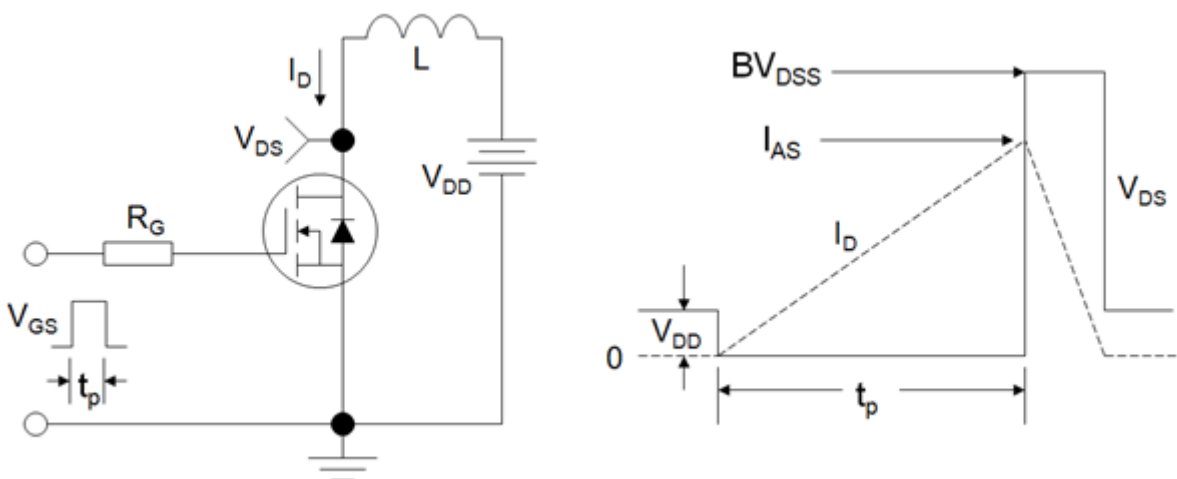 L
I_D
V_DS
V_DD
R_G
V_GS
t_p
BV_DSS
I_AS
V_DS
I_D
V_DD
0
t_p